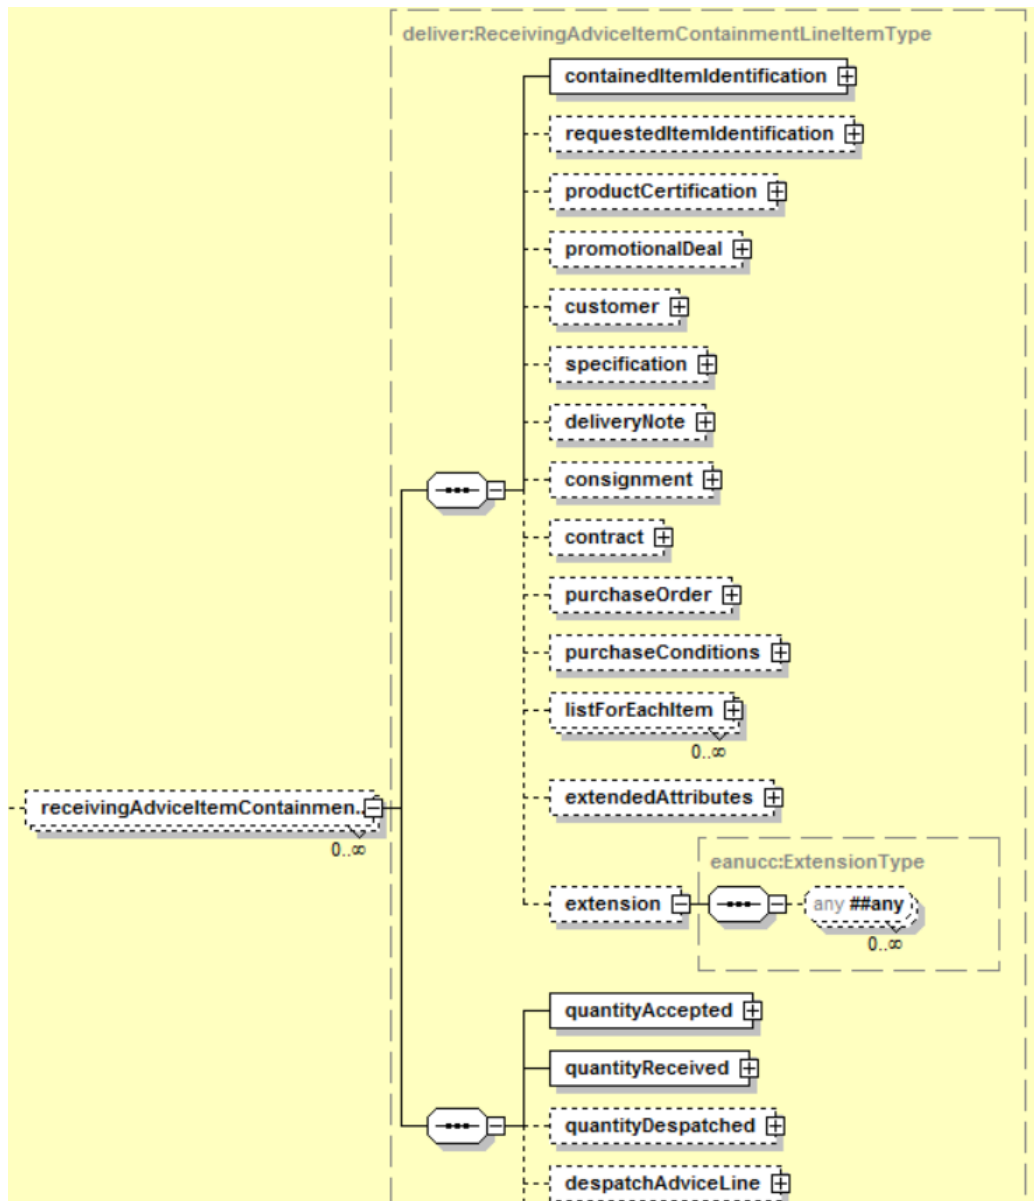 deliver:ReceivingAdviceItemContainmentLineItemType
containedItemIdentification
requestedItemIdentification
productCertification
promotionalDeal
customer
specification
deliveryNote
consignment
contract
purchaseOrder
purchaseConditions
listForEachItem
0..∞
receivingAdviceItemContainmen..
0..∞
extendedAttributes
eanucc:ExtensionType
extension
any ##any
0..∞
quantityAccepted
quantityReceived
quantityDespatched
despatchAdviceLine